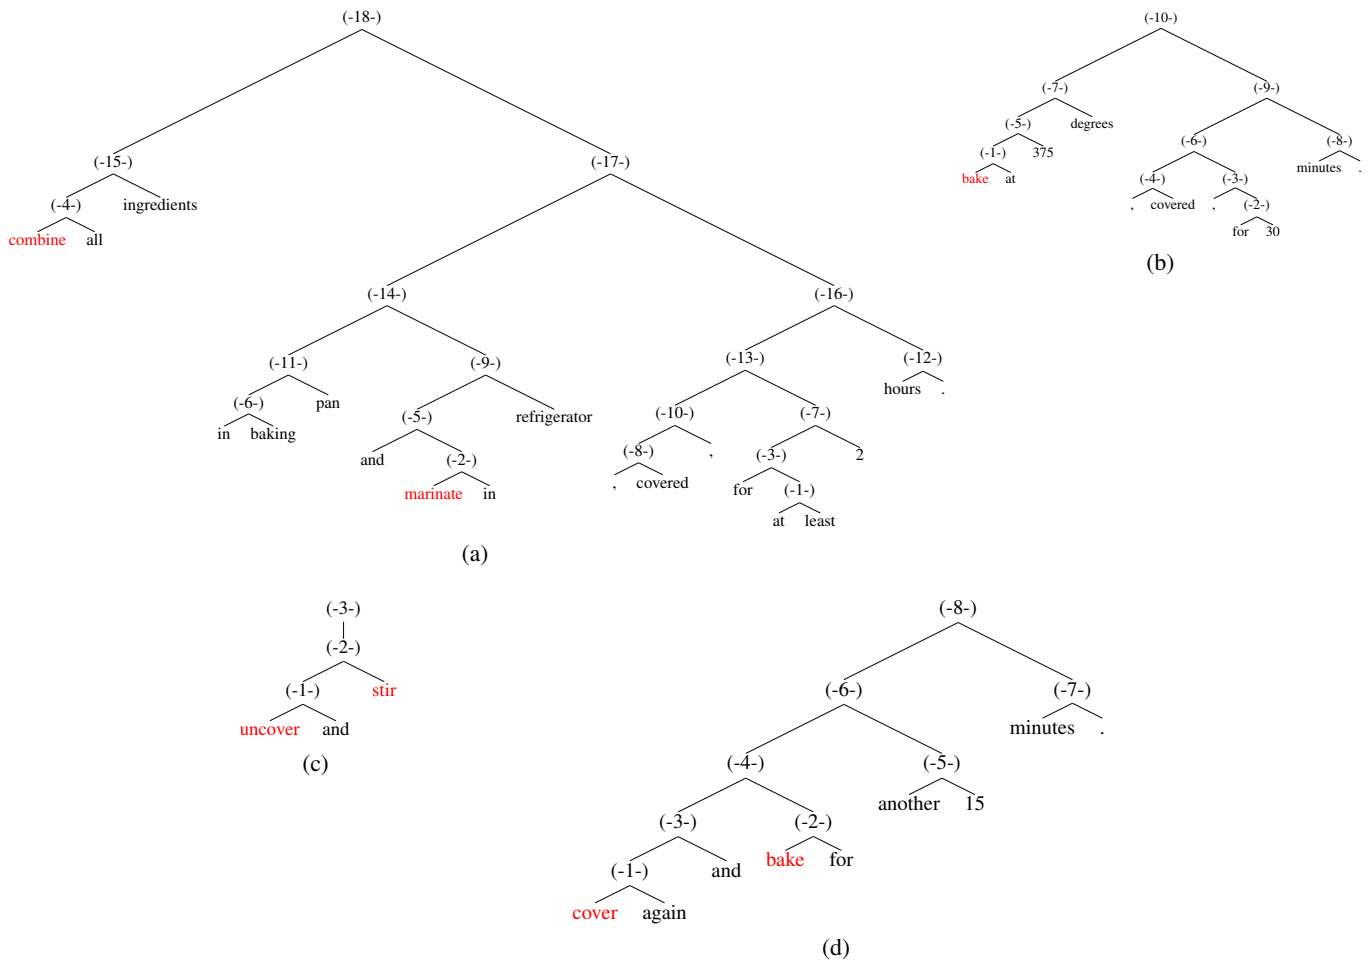 (-18-)
(-15-) (-17-)
(-4-) ingredients
combine all
(-14-) (-16-)
(-11-) (-9-) (-13-) (-12-)
(-6-) pan (-5-) refrigerator (-10-) (-7-) hours .
in baking and (-2-) (-8-) , (-3-) 2
marinate in , covered for (-1-)
at least
(a)
(-10-)
(-7-) (-9-)
(-5-) degrees (-6-) (-8-)
(-1-) 375 (-4-) (-3-) minutes .
bake at , covered , (-2-)
for 30
(b)
(-3-)
(-2-)
(-1-) stir
uncover and
(c)
(-8-)
(-6-) (-7-)
minutes .
(-4-) (-5-)
another 15
(-3-) (-2-)
(-1-) and bake for
cover again
(d)